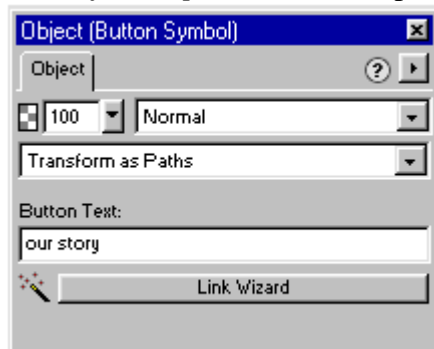 Object (Button Symbol)
Object
100 Normal
Transform as Paths
Button Text:
our story
Link Wizard